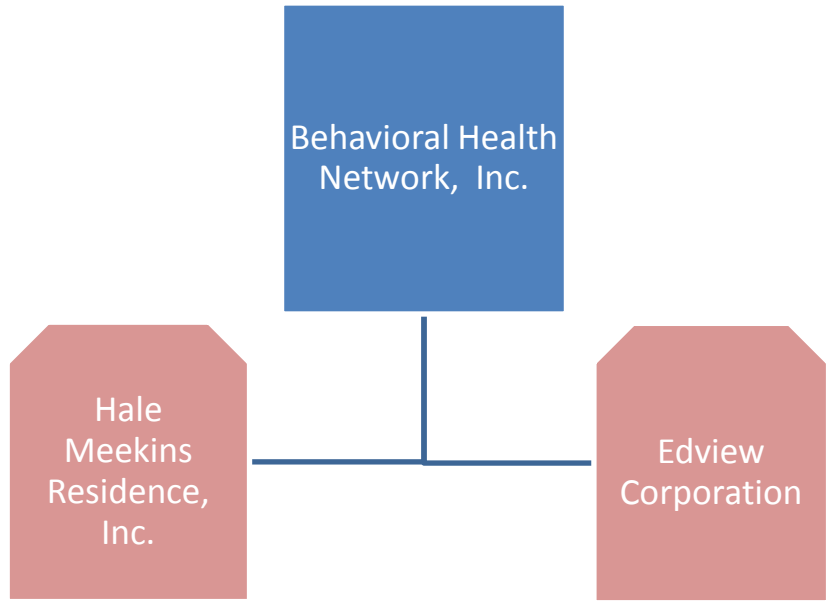 Behavioral Health
Network,  Inc.
Hale
Meekins
Residence,
Inc.
Edview
Corporation